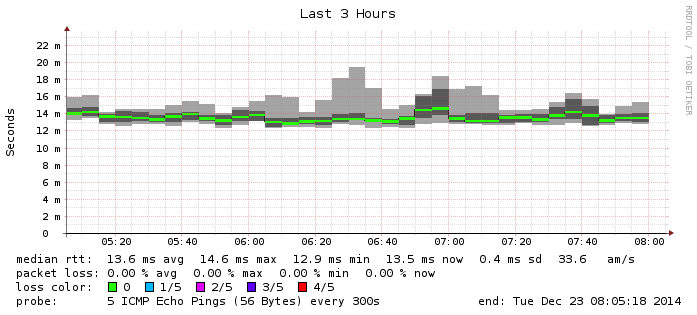 Last 3 Hours
RRDTOOL / TOBI OETIKER
Seconds
22 m
20 m
18 m
16 m
14 m
12 m
10 m
8 m
6 m
4 m
2 m
0
05:20 05:40 06:00 06:20 06:40 07:00 07:20 07:40 08:00
median rtt: 13.6 ms avg 14.6 ms max 12.9 ms min 13.5 ms now 0.4 ms sd 33.6 am/s
packet loss: 0.00 % avg 0.00 % max 0.00 % min 0.00 % now
loss color: 0 1/5 2/5 3/5 4/5
probe: 5 ICMP Echo Pings (56 Bytes) every 300s end: Tue Dec 23 08:05:18 2014